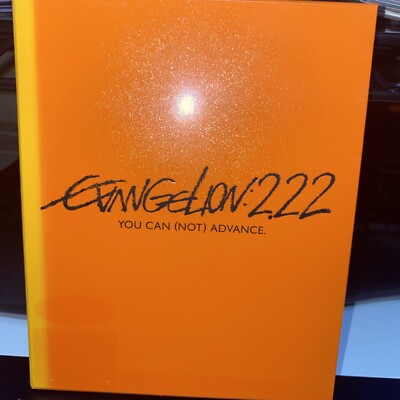 EVANGELION:2.22
YOU CAN (NOT) ADVANCE.